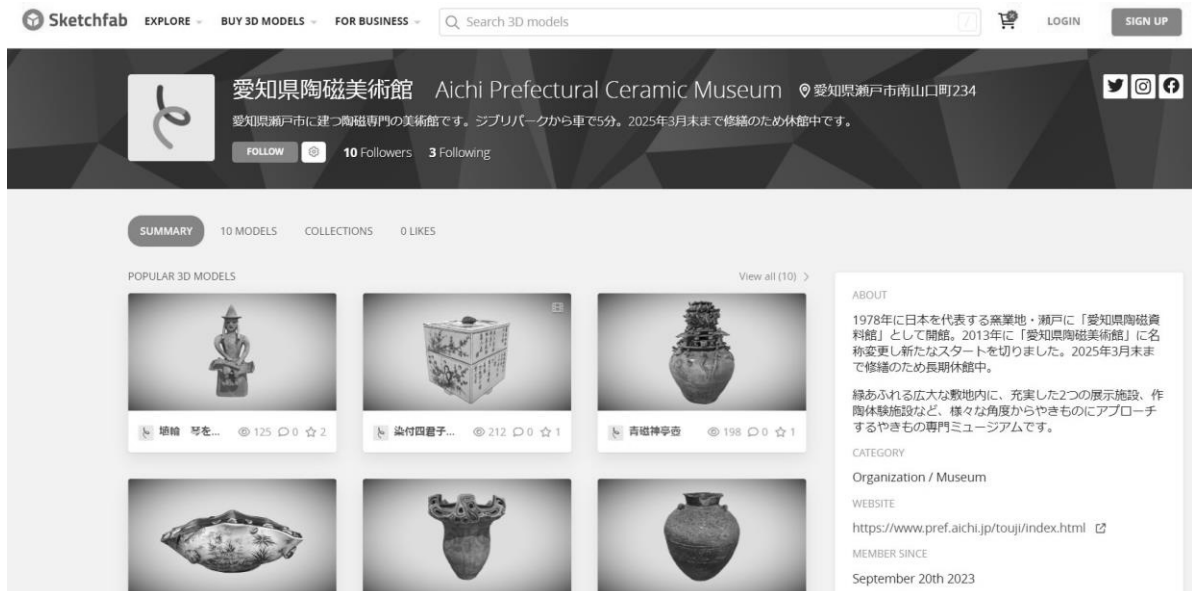 Sketchfab EXPLORE BUY 3D MODELS FOR BUSINESS Search 3D models / LOGIN SIGN UP
愛知県陶磁美術館 Aichi Prefectural Ceramic Museum 愛知県瀬戸市南山口町234
愛知県瀬戸市に建つ陶磁専門の美術館です。ジブリパークから車で5分。2025年3月末まで修繕のため休館中です。
FOLLOW 10 Followers 3 Following
SUMMARY 10 MODELS COLLECTIONS 0 LIKES
POPULAR 3D MODELS View all (10)
埴輪 琴を... 125 0 2
染付四君子... 212 0 1
青磁神亭壺 198 0 1
ABOUT
1978年に日本を代表する窯業地・瀬戸に「愛知県陶磁資
料館」として開館。2013年に「愛知県陶磁美術館」に名
称変更し新たなスタートを切りました。2025年3月末ま
で修繕のため長期休館中。
緑あふれる広大な敷地内に、充実した2つの展示施設、作
陶体験施設など、様々な角度からやきものにアプローチ
するやきもの専門ミュージアムです。
CATEGORY
Organization / Museum
WEBSITE
https://www.pref.aichi.jp/touji/index.html
MEMBER SINCE
September 20th 2023